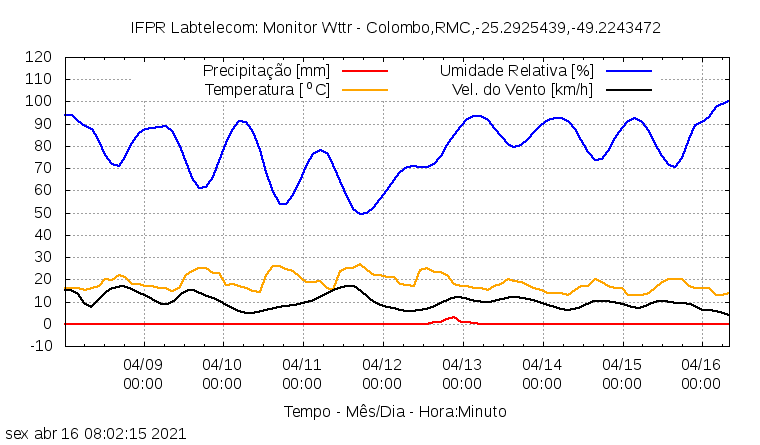 IFPR Labtelecom: Monitor Wttr - Colombo,RMC,-25.2925439,-49.2243472
120
110
100
90
80
70
60
50
40
30
20
10
0
-10
Precipitação [mm]
Umidade Relativa [%]
Temperatura [⁰C]
Vel. do Vento [km/h]
04/09 04/10 04/11 04/12 04/13 04/14 04/15 04/16
00:00 00:00 00:00 00:00 00:00 00:00 00:00 00:00
Tempo - Mês/Dia - Hora:Minuto
sex abr 16 08:02:15 2021